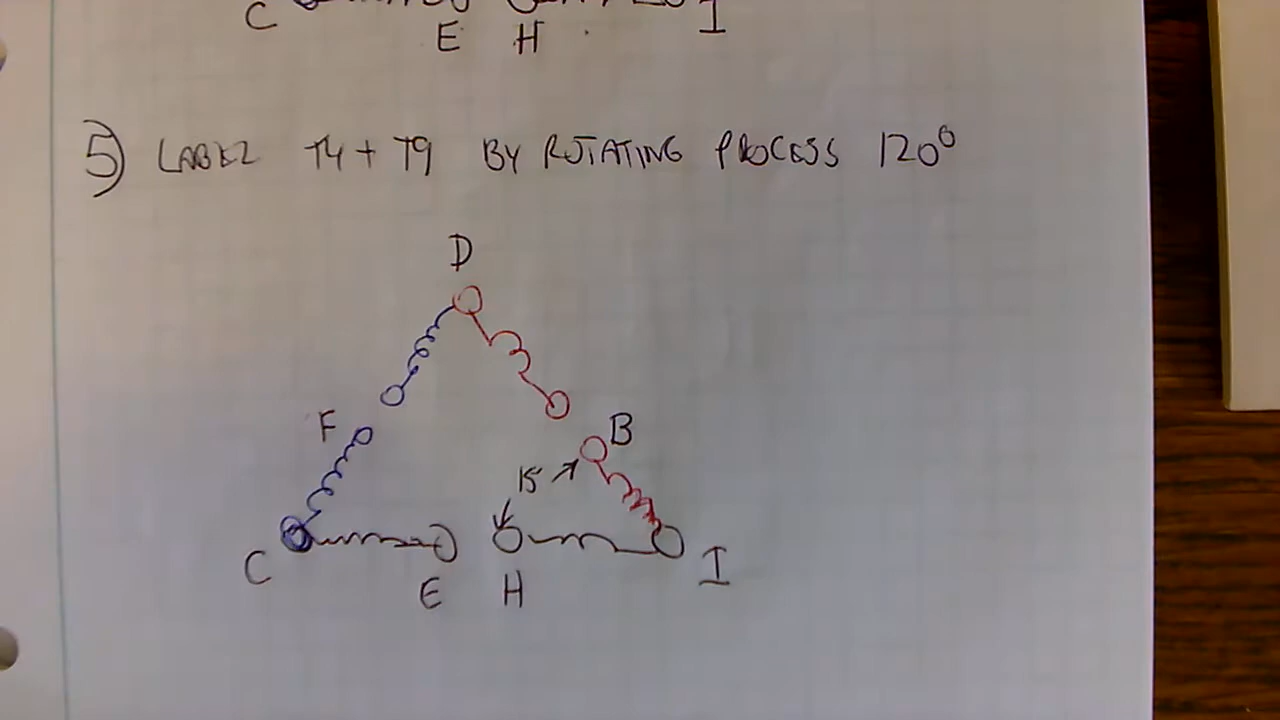 C E H I
5) LABEL T4 + T9 BY ROTATING PROCESS 120°
D
F
B
15
C
E H
I